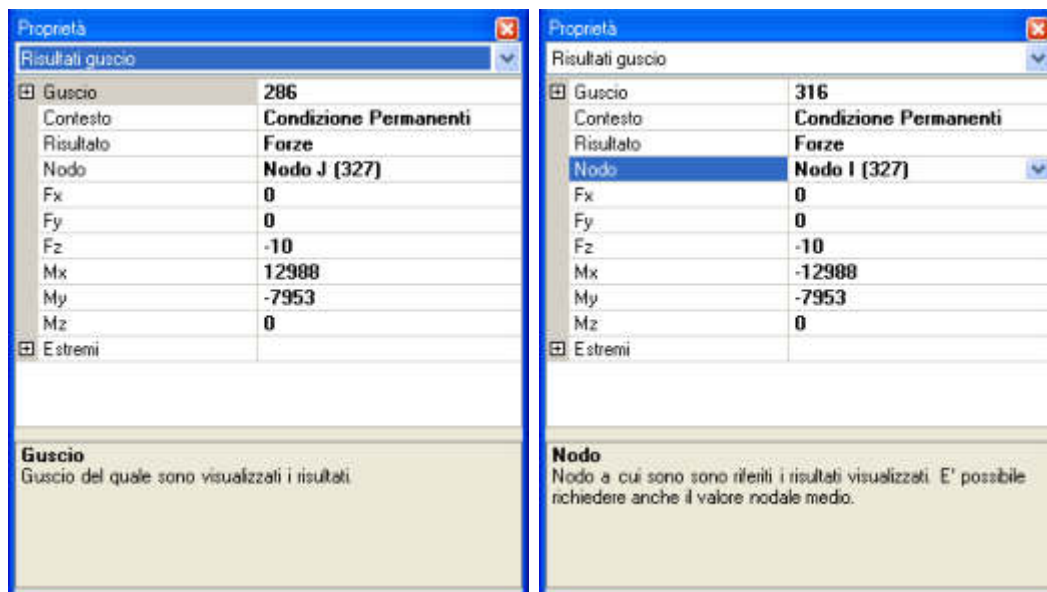 Proprietà
Risultati guscio
Guscio 286
Contesto Condizione Permanenti
Risultato Forze
Nodo Nodo J (327)
Fx 0
Fy 0
Fz -10
Mx 12988
My -7953
Mz 0
Estremi
Guscio
Guscio del quale sono visualizzati i risultati.
Proprietà
Risultati guscio
Guscio 316
Contesto Condizione Permanenti
Risultato Forze
Nodo Nodo I (327)
Fx 0
Fy 0
Fz -10
Mx -12988
My -7953
Mz 0
Estremi
Nodo
Nodo a cui sono sono riferiti i risultati visualizzati. E' possibile
richiedere anche il valore nodale medio.